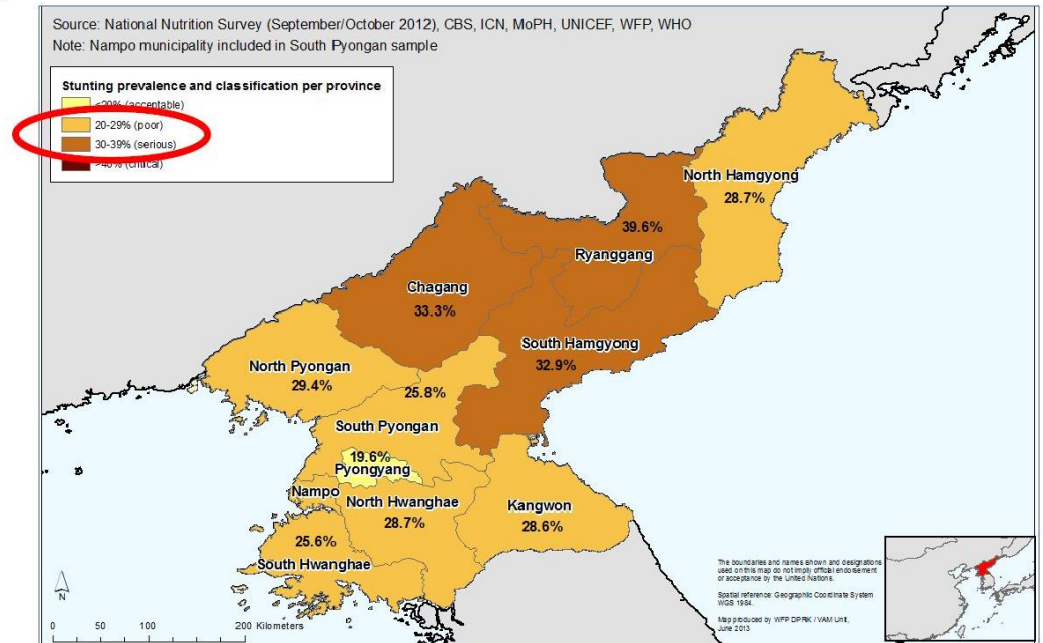 Source: National Nutrition Survey (September/October 2012), CBS, ICN, MoPH, UNICEF, WFP, WHO
Note: Nampo municipality included in South Pyongan sample
Stunting prevalence and classification per province
<20% (acceptable)
20-29% (poor)
30-39% (serious)
>40% (critical)
North Hamgyong
28.7%
39.6%
Ryanggang
Chagang
33.3%
South Hamgyong
32.9%
North Pyongan
29.4%
25.8%
South Pyongan
19.6%
Pyongyang
Nampo
North Hwanghae
28.7%
Kangwon
28.6%
25.6%
South Hwanghae
The boundaries and names shown and designations
used on this map do not imply official endorsement
or acceptance by the United Nations.
Spatial reference: Geographic Coordinate System
WGS 1984.
Map produced by WFP DPRK / VAM Unit,
June 2013
N
0 50 100 200 Kilometers